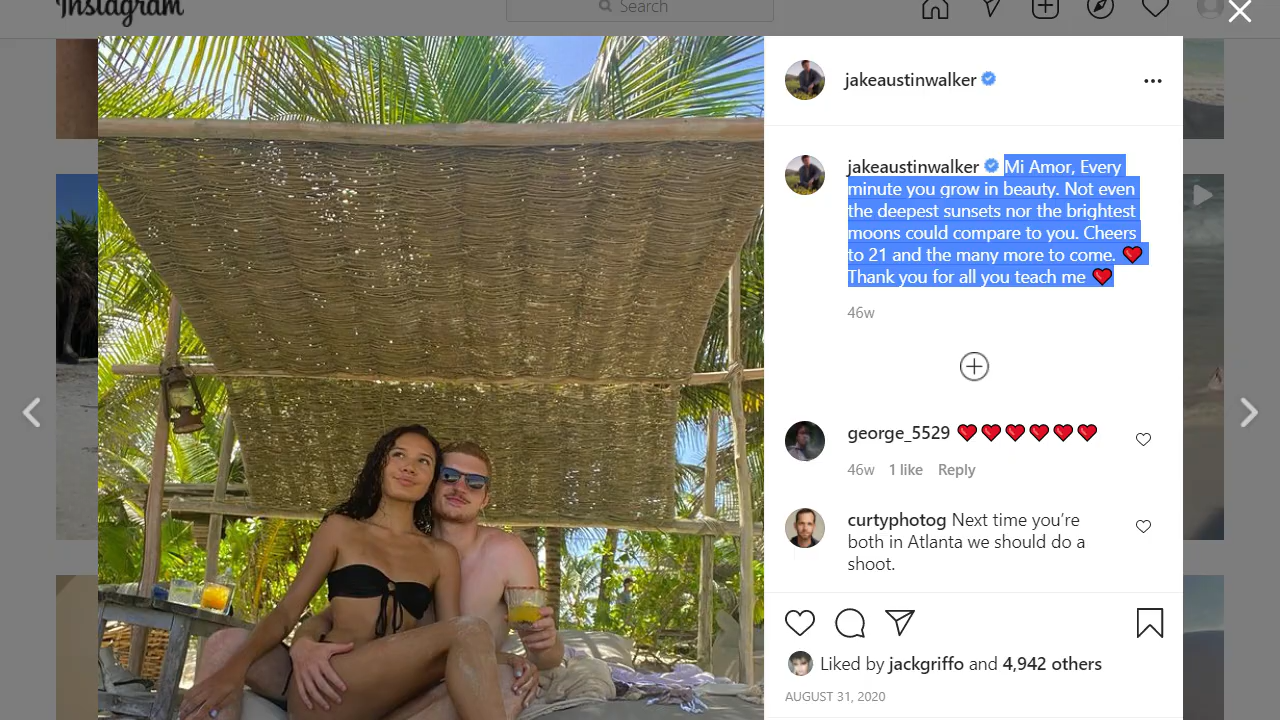 Instagram
Search
jakeaustinwalker
jakeaustinwalker Mi Amor, Every
minute you grow in beauty. Not even
the deepest sunsets nor the brightest
moons could compare to you. Cheers
to 21 and the many more to come. ❤️
Thank you for all you teach me ❤️
46w
george_5529 ❤️❤️❤️❤️❤️❤️
46w 1 like Reply
curtyphotog Next time you’re
both in Atlanta we should do a
shoot.
Liked by jackgriffo and 4,942 others
AUGUST 31, 2020